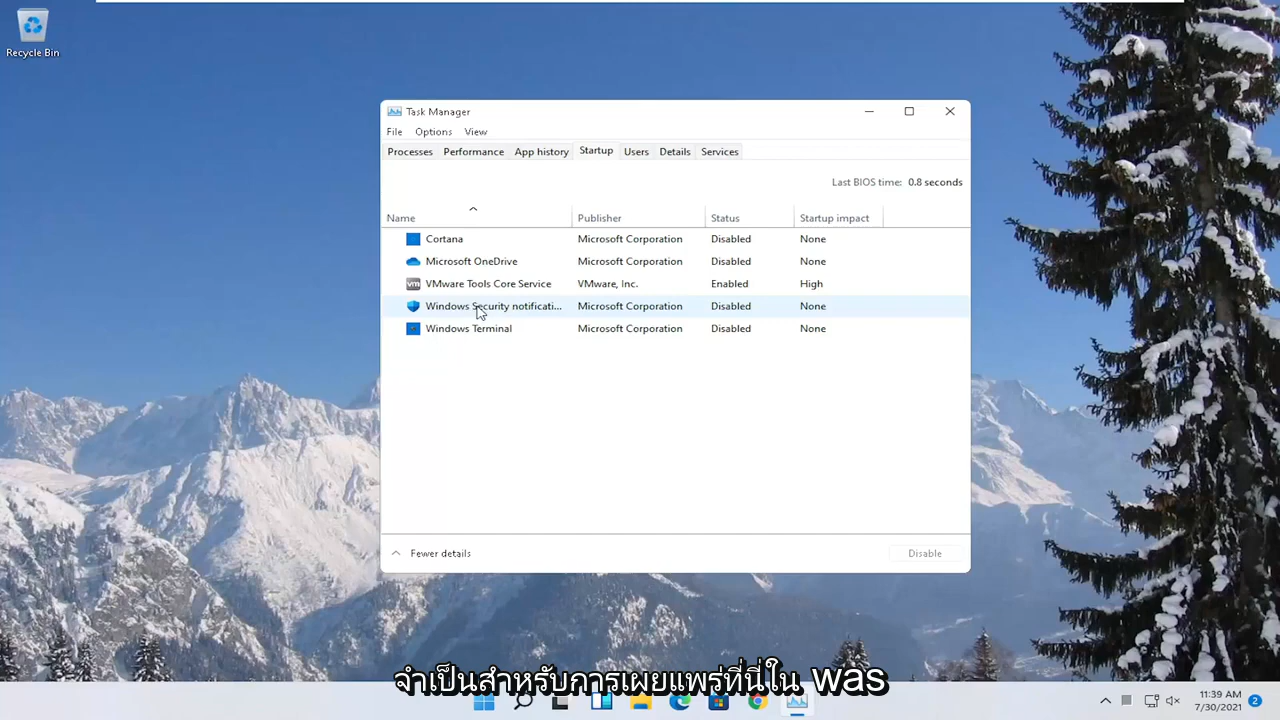 Recycle Bin
Task Manager
File Options View
Processes Performance App history Startup Users Details Services
Last BIOS time: 0.8 seconds
Name Publisher Status Startup impact
Cortana Microsoft Corporation Disabled None
Microsoft OneDrive Microsoft Corporation Disabled None
vm VMware Tools Core Service VMware, Inc. Enabled High
Windows Security notificati... Microsoft Corporation Disabled None
Windows Terminal Microsoft Corporation Disabled None
Fewer details Disable
จำเป็นสำหรับการเผยแพร่ที่นี่ใน was
11:39 AM
7/30/2021 2